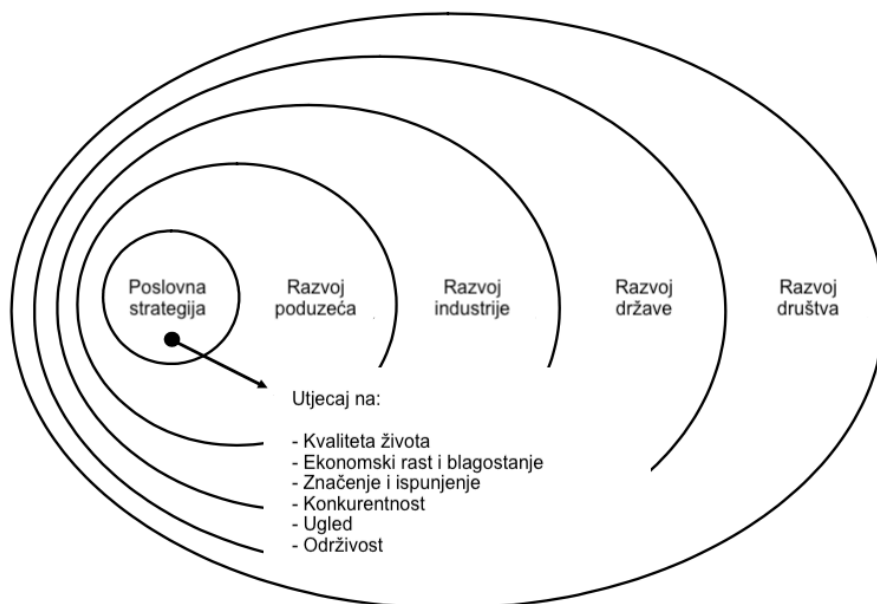 Poslovna
strategija
Razvoj
poduzeća
Razvoj
industrije
Razvoj
države
Razvoj
društva
Utjecaj na:
- Kvaliteta života
- Ekonomski rast i blagostanje
- Značenje i ispunjenje
- Konkurentnost
- Ugled
- Održivost